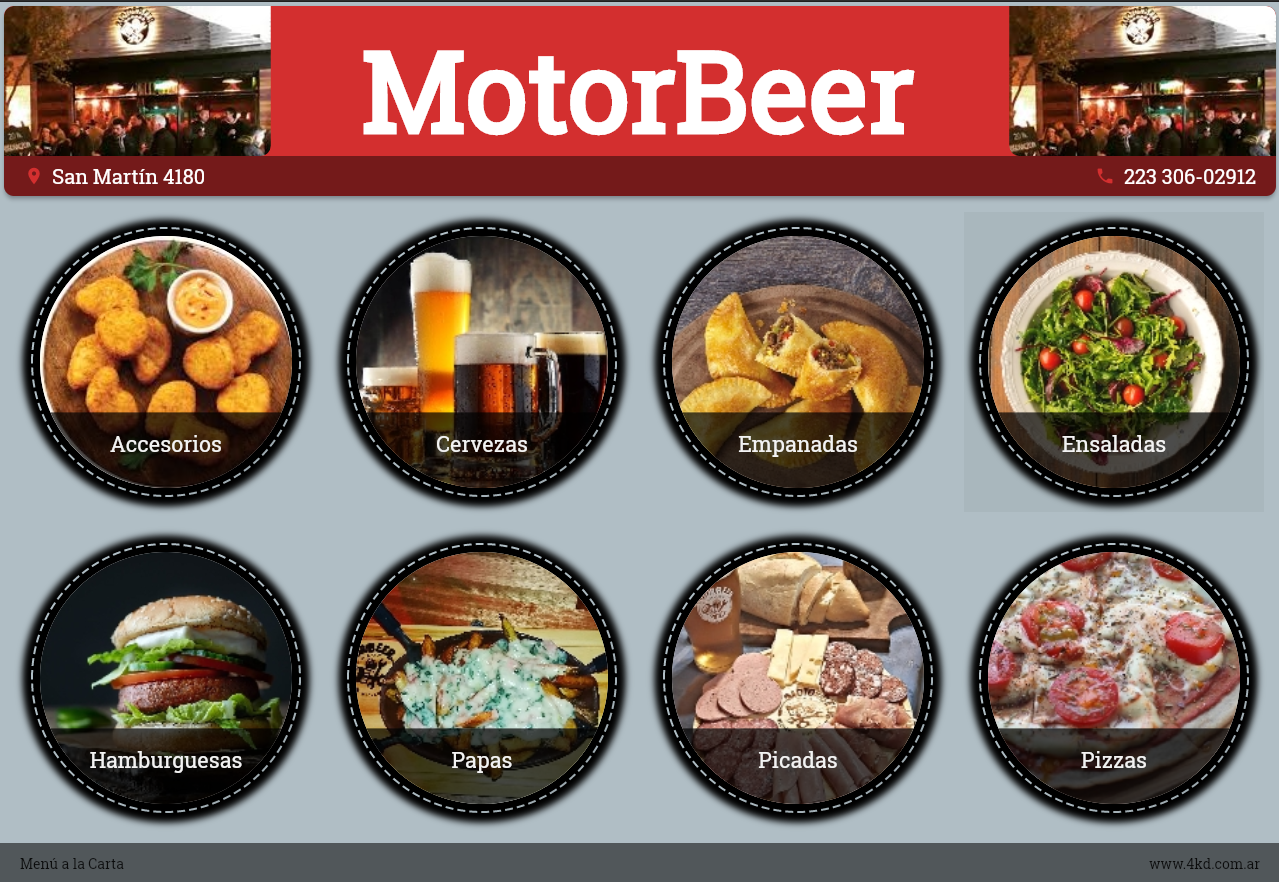 MotorBeer
San Martín 4180
223 306-02912
Accesorios
Cervezas
Empanadas
Ensaladas
Hamburguesas
Papas
Picadas
Pizzas
Menú a la Carta
www.4kd.com.ar